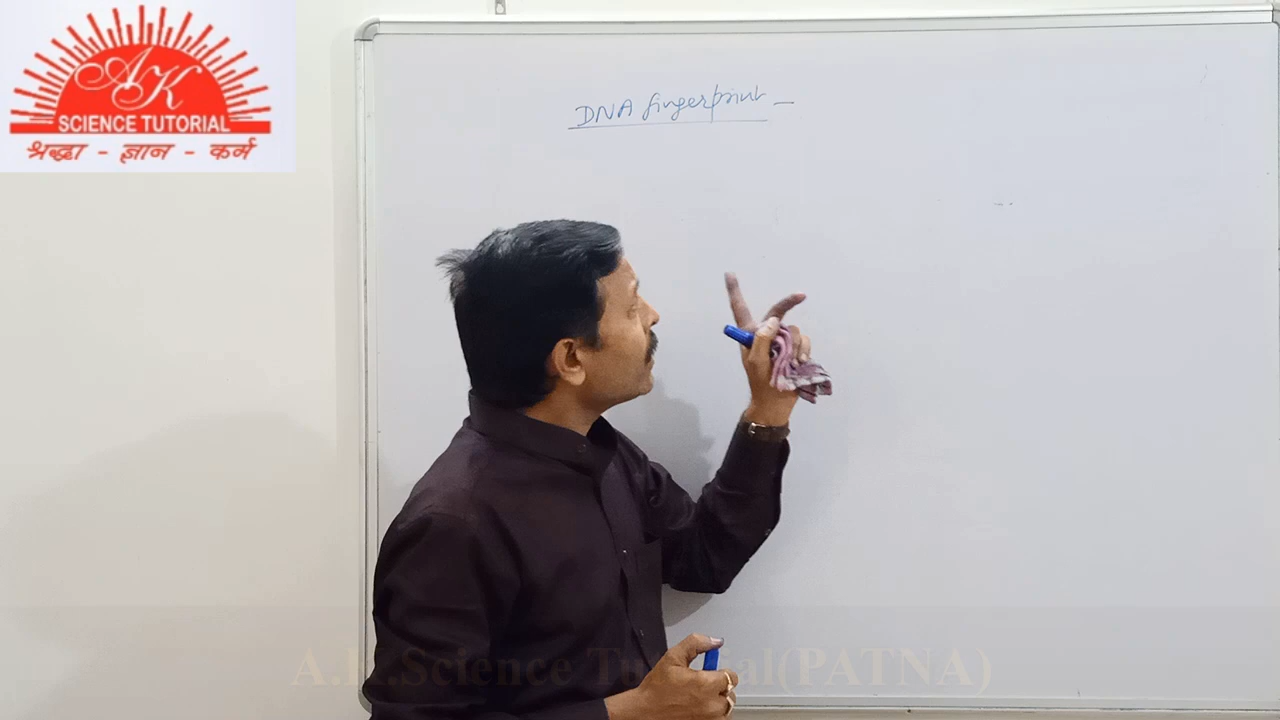 AK
SCIENCE TUTORIAL
श्रद्धा - ज्ञान - कर्म
DNA fingerprint -
A.K.Science Tutorial(PATNA)